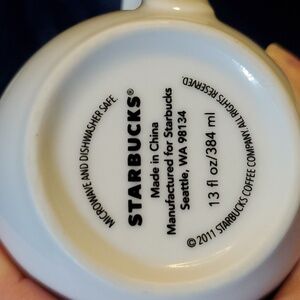 MICROWAVE AND DISHWASHER SAFE
STARBUCKS®
Made in China
Manufactured for Starbucks
Seattle, WA 98134
13 fl oz/384 ml
© 2011 STARBUCKS COFFEE COMPANY. ALL RIGHTS RESERVED